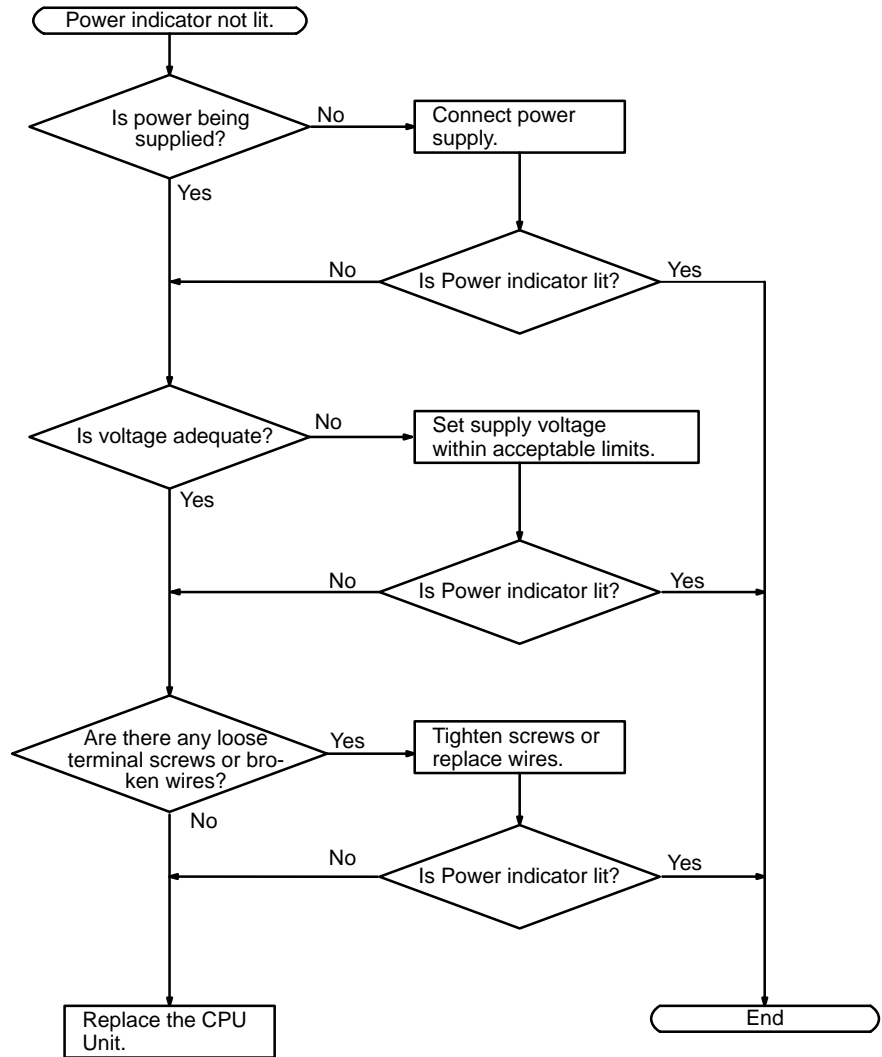 Power indicator not lit.
Is power being
supplied?
No
Connect power
supply.
Yes
No
Is Power indicator lit?
Yes
Is voltage adequate?
No
Set supply voltage
within acceptable limits.
Yes
No
Is Power indicator lit?
Yes
Are there any loose
terminal screws or bro-
ken wires?
Yes
Tighten screws or
replace wires.
No
No
Is Power indicator lit?
Yes
Replace the CPU
Unit.
End